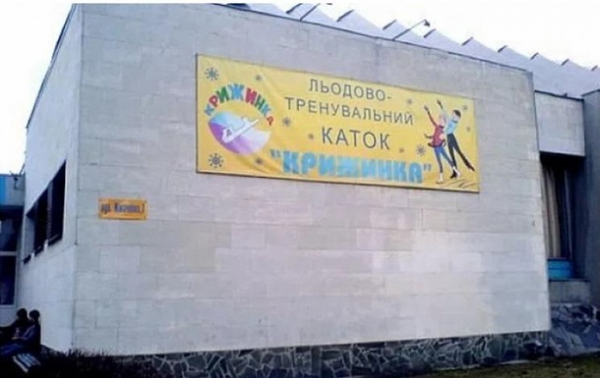 КРИЖИНКА
ЛЬОДОВО-
ТРЕНУВАЛЬНИЙ
КАТОК
"КРИЖИНКА"